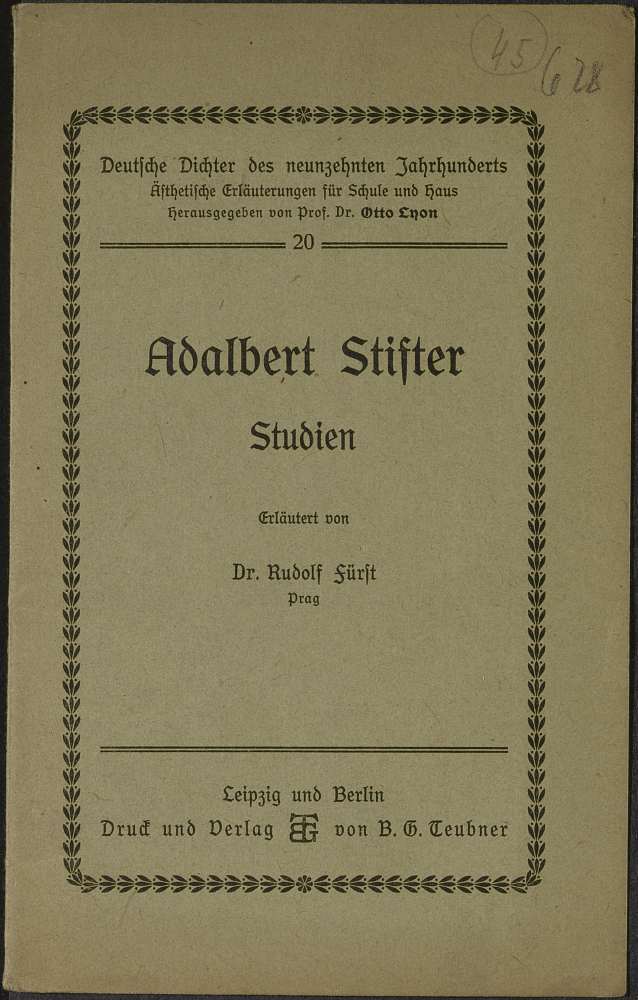 45
628
Deutſche Dichter des neunzehnten Jahrhunderts
Äſthetiſche Erläuterungen für Schule und Haus
Herausgegeben von Prof. Dr. Otto Lyon
20
Adalbert Stifter
Studien
Erläutert von
Dr. Rudolf Fürſt
Prag
Leipzig und Berlin
Druck und Verlag BGT von B. G. Teubner